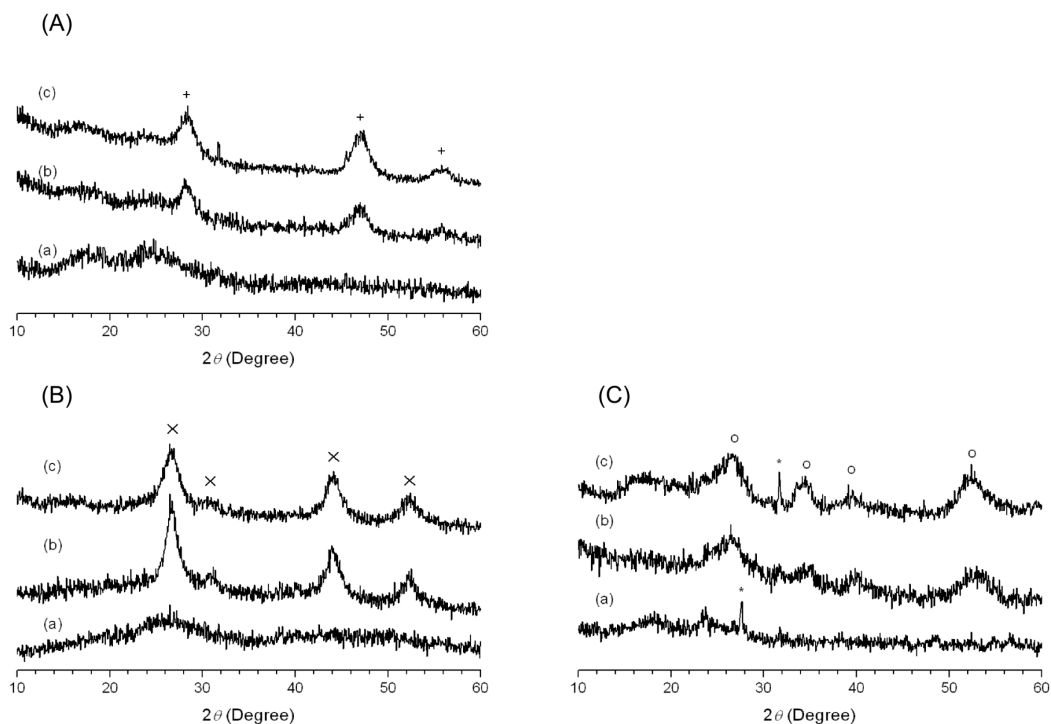 (A)
(c)
+
+
+
(b)
(a)
10 20 30 40 50 60
2θ (Degree)
(B)
×
×
×
×
(c)
(b)
(a)
10 20 30 40 50 60
2θ (Degree)
(C)
o
*
o
o
o
(c)
(b)
(a)
*
10 20 30 40 50 60
2θ (Degree)